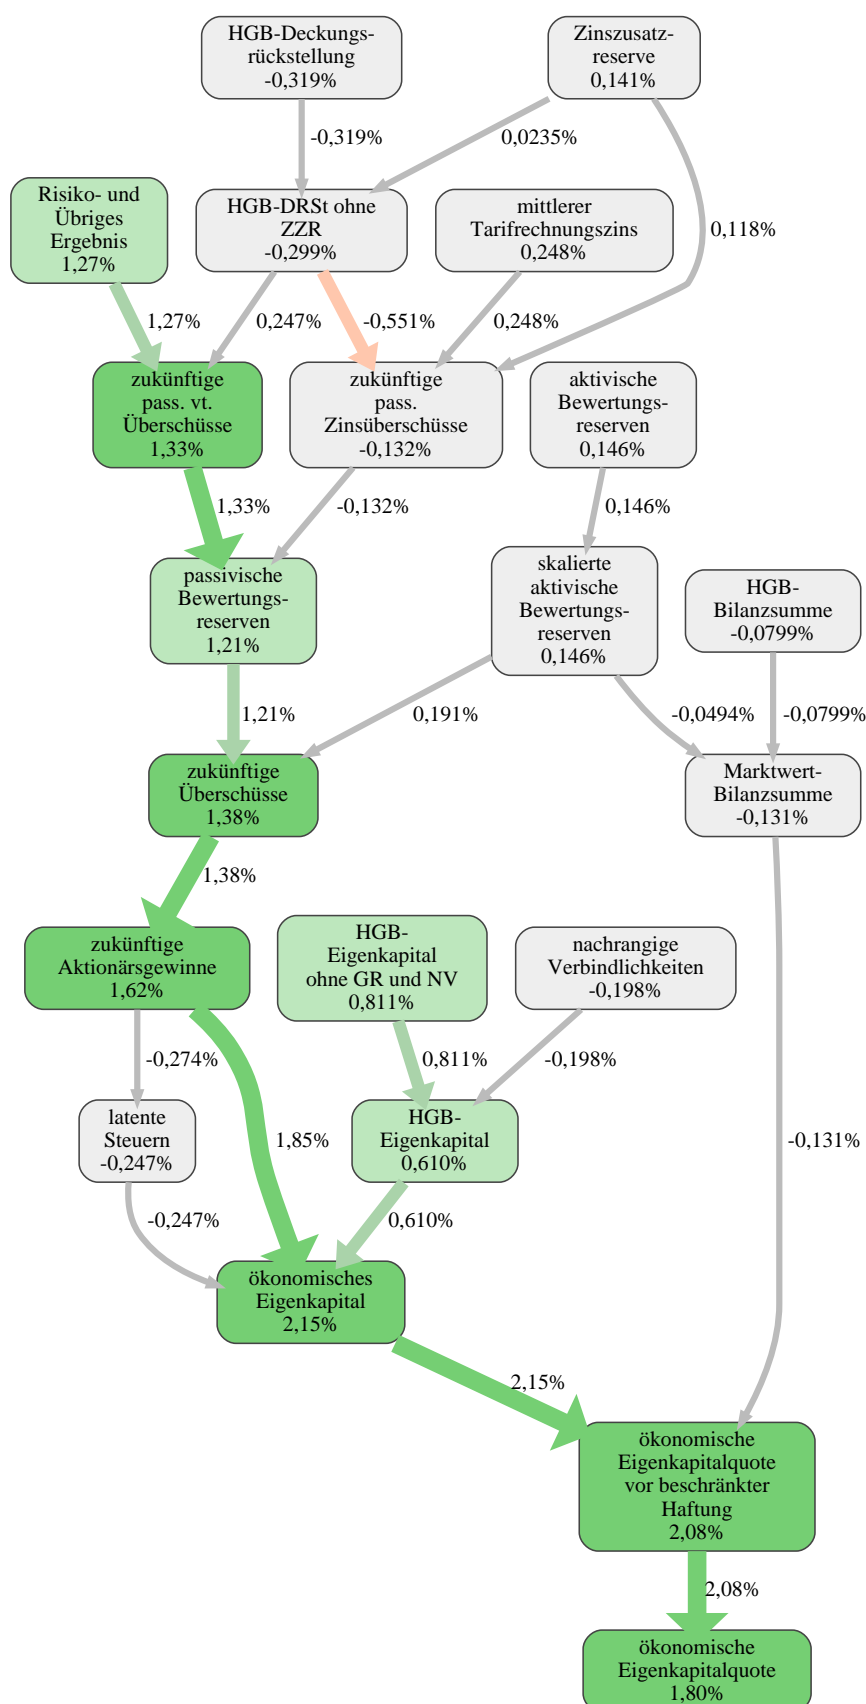 HGB-Deckungs-
rückstellung
-0,319%
Zinszusatz-
reserve
0,141%
-0,319%
0,0235%
Risiko- und
Übriges
Ergebnis
1,27%
HGB-DRSt ohne
ZZR
-0,299%
mittlerer
Tarifrechnungszins
0,248%
0,118%
1,27%
0,247%
-0,551%
0,248%
zukünftige
pass. vt.
Überschüsse
1,33%
zukünftige
pass.
Zinsüberschüsse
-0,132%
aktivische
Bewertungs-
reserven
0,146%
1,33%
-0,132%
0,146%
passivische
Bewertungs-
reserven
1,21%
skalierte
aktivische
Bewertungs-
reserven
0,146%
HGB-
Bilanzsumme
-0,0799%
1,21%
0,191%
-0,0494%
-0,0799%
zukünftige
Überschüsse
1,38%
Marktwert-
Bilanzsumme
-0,131%
1,38%
zukünftige
Aktionärsgewinne
1,62%
HGB-
Eigenkapital
ohne GR und NV
0,811%
nachrangige
Verbindlichkeiten
-0,198%
-0,274%
0,811%
-0,198%
latente
Steuern
-0,247%
1,85%
HGB-
Eigenkapital
0,610%
-0,131%
-0,247%
0,610%
ökonomisches
Eigenkapital
2,15%
2,15%
ökonomische
Eigenkapitalquote
vor beschränkter
Haftung
2,08%
2,08%
ökonomische
Eigenkapitalquote
1,80%